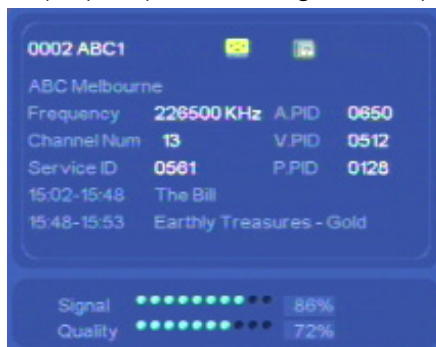 0002 ABC1
ABC Melbourne
Frequency 226500 KHz A.PID 0650
Channel Num 13 V.PID 0512
Service ID 0561 P.PID 0128
15:02-15:48 The Bill
15:48-15:53 Earthly Treasures - Gold
Signal 86%
Quality 72%